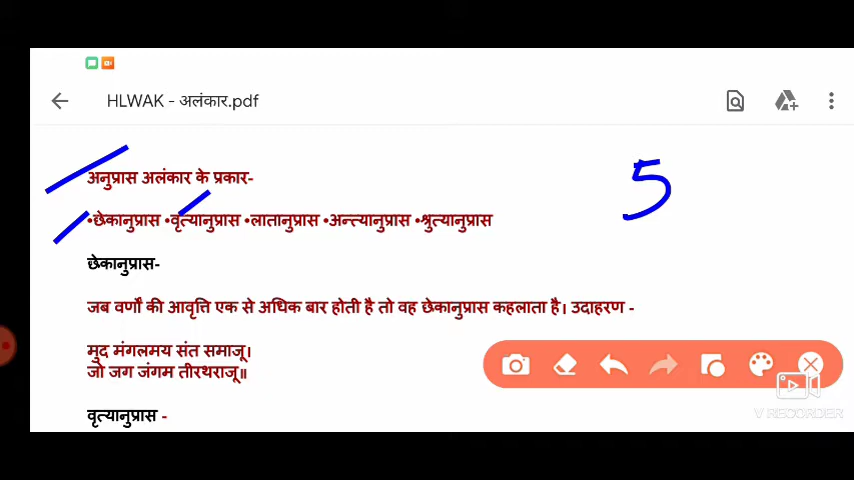 HLWAK - अलंकार.pdf
5
अनुप्रास अलंकार के प्रकार-
•छेकानुप्रास •वृत्यानुप्रास •लातानुप्रास •अन्त्यानुप्रास •श्रुत्यानुप्रास
छेकानुप्रास-
जब वर्णों की आवृत्ति एक से अधिक बार होती है तो वह छेकानुप्रास कहलाता है। उदाहरण -
मुद मंगलमय संत समाजू।
जो जग जंगम तीरथराजू॥
वृत्यानुप्रास -
V RECORDER